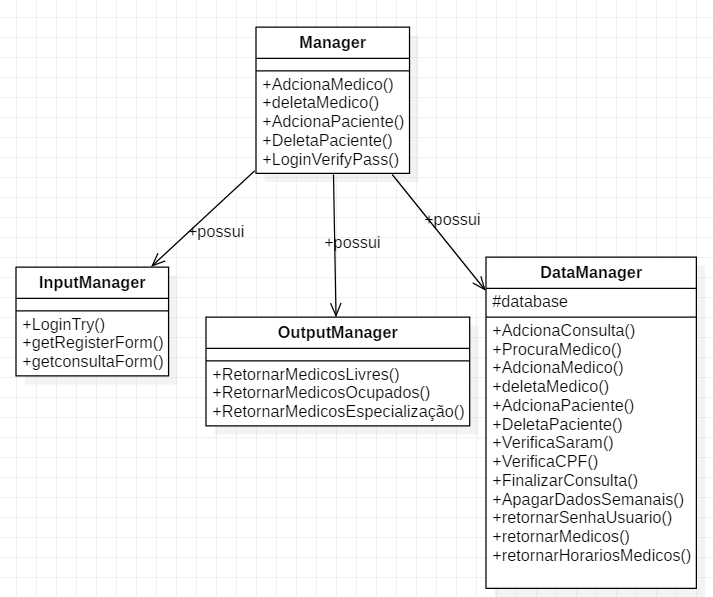 Manager
+AdcionaMedico()
+deletaMedico()
+AdcionaPaciente()
+DeletaPaciente()
+LoginVerifyPass()
+possui
+possui
+possui
InputManager
+LoginTry()
+getRegisterForm()
+getconsultaForm()
OutputManager
+RetornarMedicosLivres()
+RetornarMedicosOcupados()
+RetornarMedicosEspecialização()
DataManager
#database
+AdcionaConsulta()
+ProcuraMedico()
+AdcionaMedico()
+deletaMedico()
+AdcionaPaciente()
+DeletaPaciente()
+VerificaSaram()
+VerificaCPF()
+FinalizarConsulta()
+ApagarDadosSemanais()
+retornarSenhaUsuario()
+retornarMedicos()
+retornarHorariosMedicos()